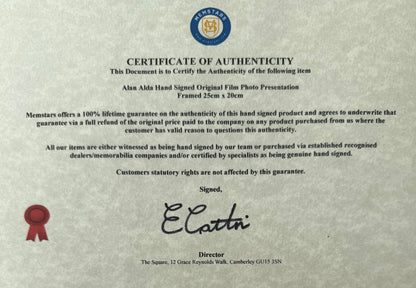 MEMSTARS
CERTIFICATE OF AUTHENTICITY
This Document is to Certify the Authenticity of the following item
Alan Alda Hand Signed Original Film Photo Presentation
Framed 25cm x 20cm
Memstars offers a 100% lifetime guarantee on the authenticity of this hand signed product and agrees to underwrite that
guarantee via a full refund of the original price paid to the company on any product purchased from us where the
customer has valid reason to questions this authenticity.
All our items are either witnessed as being hand signed by our team or purchased via established recognised
dealers/memorabilia companies and/or certified by specialists as being genuine hand signed.
Customers statutory rights are not affected by this guarantee.
Signed,
Director
The Square, 12 Grace Reynolds Walk, Camberley GU15 3SN